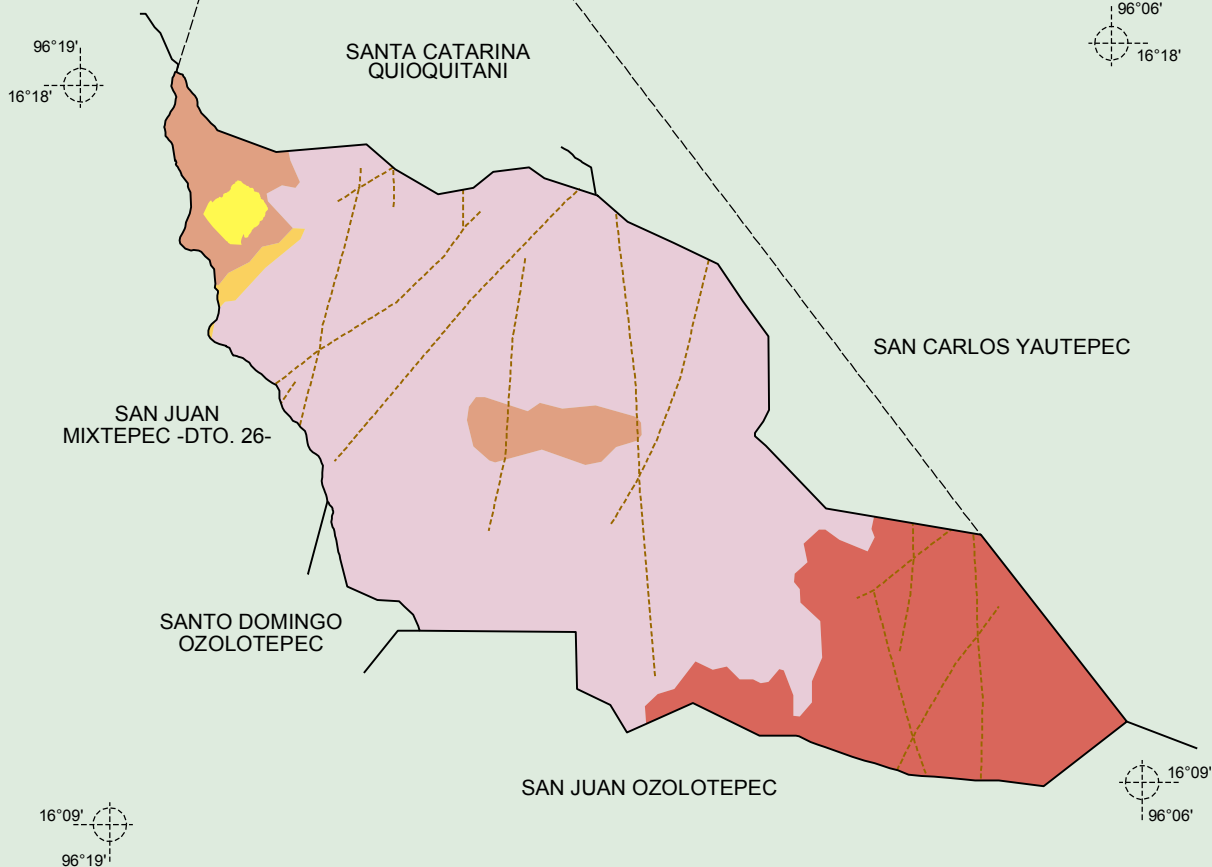 96°06'
96°19'
16°18'
SANTA CATARINA
QUIOQUITANI
16°18'
SAN CARLOS YAUTEPEC
SAN JUAN
MIXTEPEC -DTO. 26-
SANTO DOMINGO
OZOLOTEPEC
SAN JUAN OZOLOTEPEC
16°09'
96°06'
16°09'
96°19'